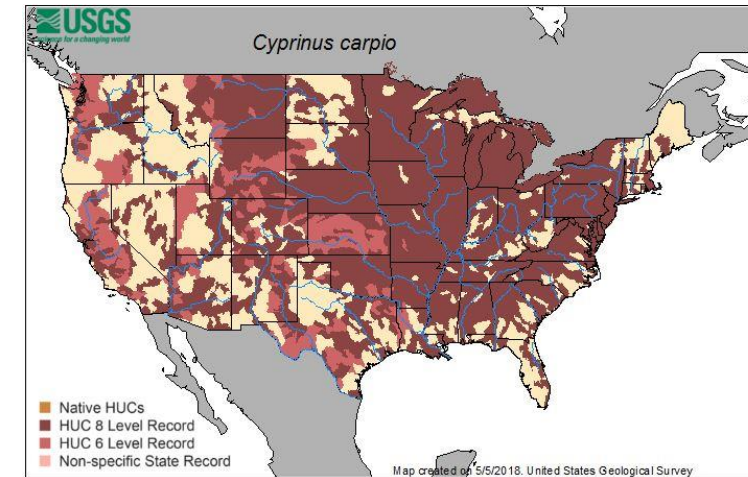 USGS
science for a changing world
Cyprinus carpio
Native HUCs
HUC 8 Level Record
HUC 6 Level Record
Non-specific State Record
Map created on 5/5/2018. United States Geological Survey